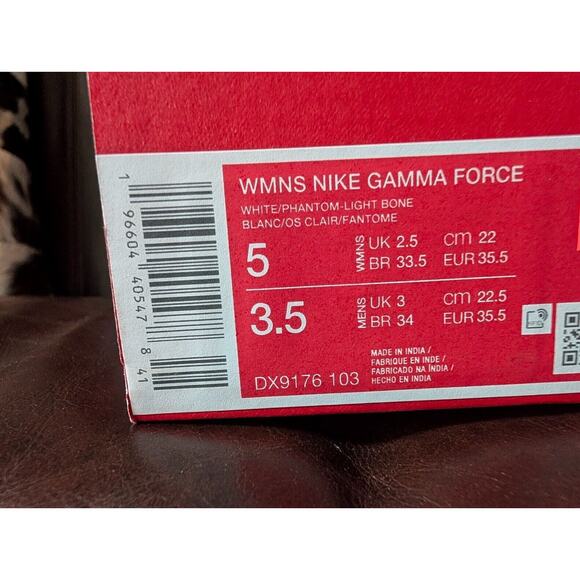 WMNS NIKE GAMMA FORCE
WHITE/PHANTOM-LIGHT BONE
BLANC/OS CLAIR/FANTOME
5 WMNS UK 2.5 cm 22
BR 33.5 EUR 35.5
3.5 MENS UK 3 cm 22.5
BR 34 EUR 35.5
DX9176 103
MADE IN INDIA /
FABRIQUE EN INDE /
FABRICADO NA ÍNDIA /
HECHO EN INDIA
1 96604 40547 8 41